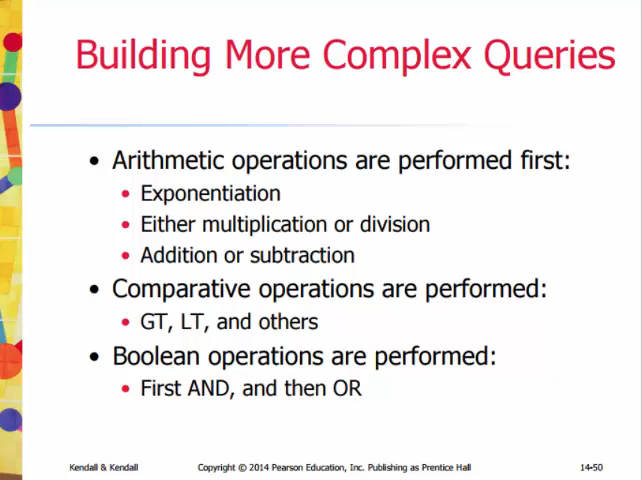 Building More Complex Queries
• Arithmetic operations are performed first:
• Exponentiation
• Either multiplication or division
• Addition or subtraction
• Comparative operations are performed:
• GT, LT, and others
• Boolean operations are performed:
• First AND, and then OR
Kendall & Kendall Copyright © 2014 Pearson Education, Inc. Publishing as Prentice Hall 14-50